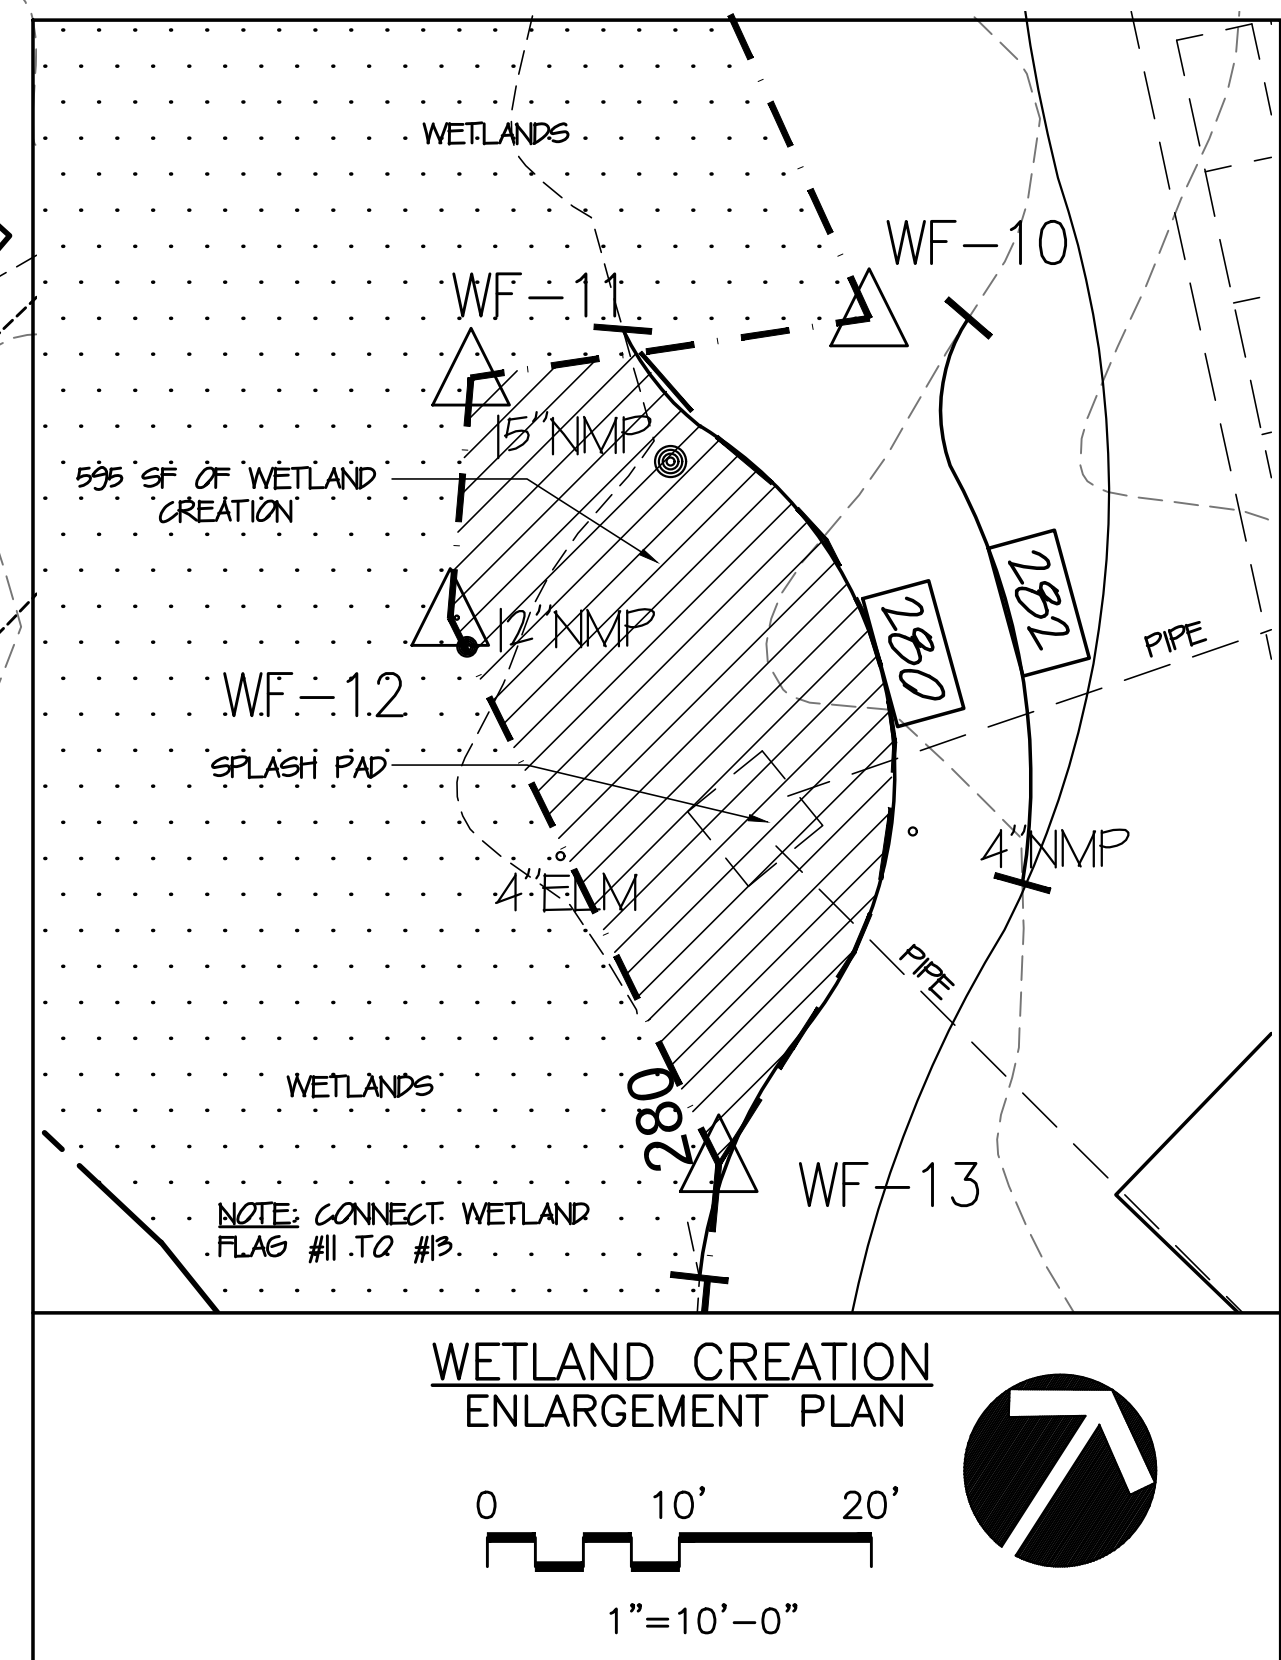 WETLANDS
WF-10
WF-11
15"NMP
595 SF OF WETLAND
CREATION
282
280
12"NMP
PIPE
WF-12
SPLASH PAD
4"NMP
4"ELM
PIPE
WETLANDS
280
WF-13
NOTE: CONNECT WETLAND
FLAG #11 TO #13
WETLAND CREATION
ENLARGEMENT PLAN
0 10' 20'
1"=10'-0"